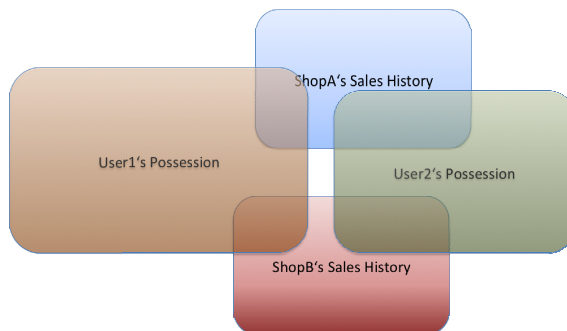 ShopA‘s Sales History
User1‘s Possession
User2‘s Possession
ShopB‘s Sales History